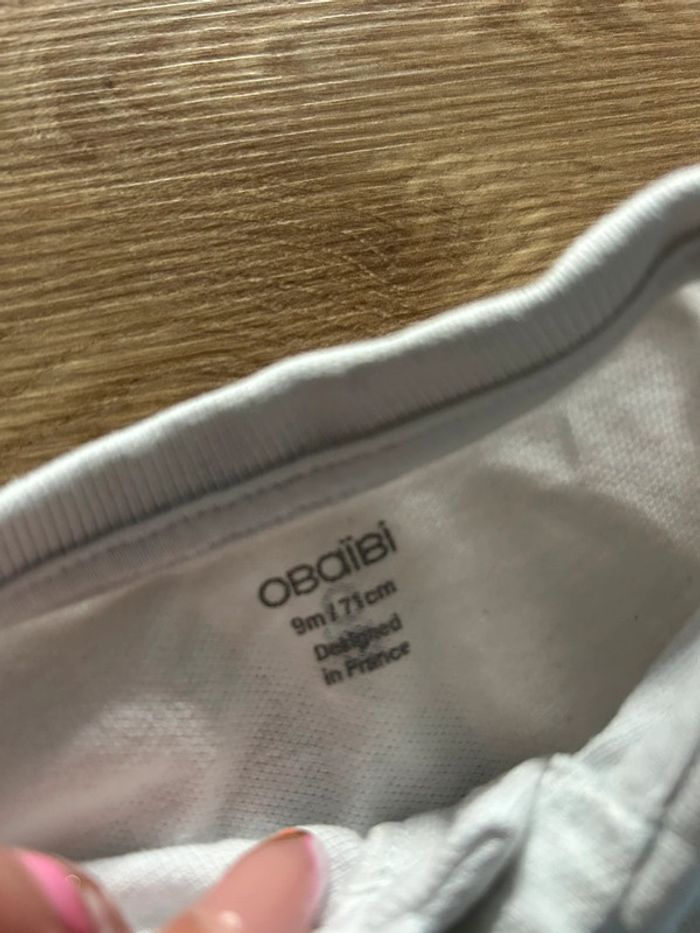 OBaïBi
9m / 71cm
Designed
in France